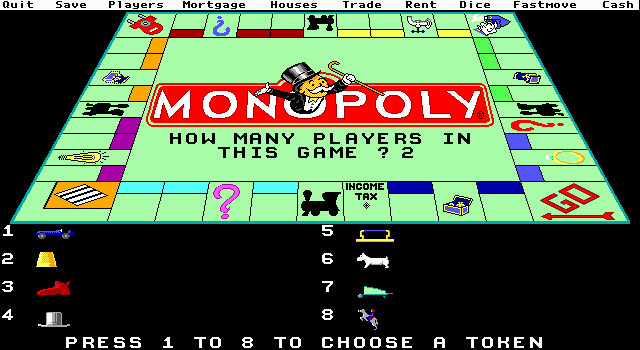 Quit Save Players Mortgage Houses Trade Rent Dice Fastmove Cash
MONOPOLY
HOW MANY PLAYERS IN
THIS GAME ? 2
?
?
?
INCOME
TAX
GO
1
2
3
4
5
6
7
8
PRESS 1 TO 8 TO CHOOSE A TOKEN